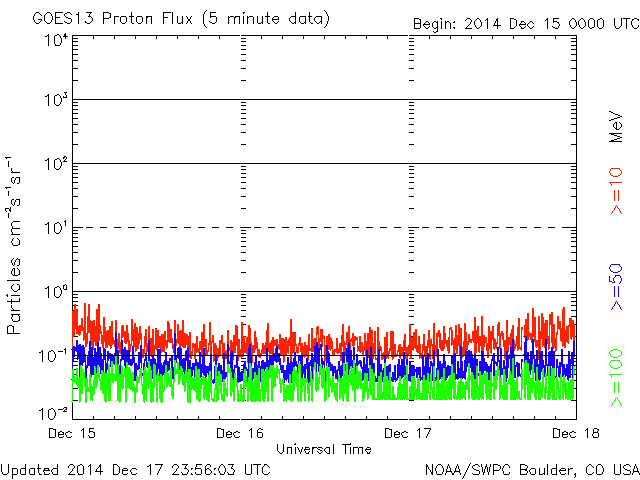 GOES13 Proton Flux (5 minute data)
Begin: 2014 Dec 15 0000 UTC
Particles cm⁻²s⁻¹sr⁻¹
10⁴
10³
10²
10¹
10⁰
10⁻¹
10⁻²
Dec 15
Dec 16
Dec 17
Dec 18
Universal Time
>=10
>=50
>=100
MeV
Updated 2014 Dec 17 23:56:03 UTC
NOAA/SWPC Boulder, CO USA